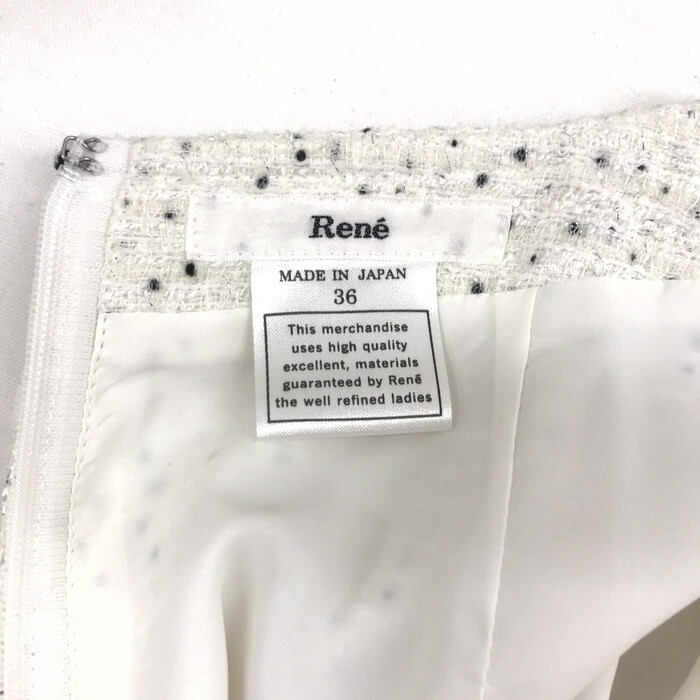 René
MADE IN JAPAN
36
This merchandise
uses high quality
excellent, materials
guaranteed by René
the well refined ladies